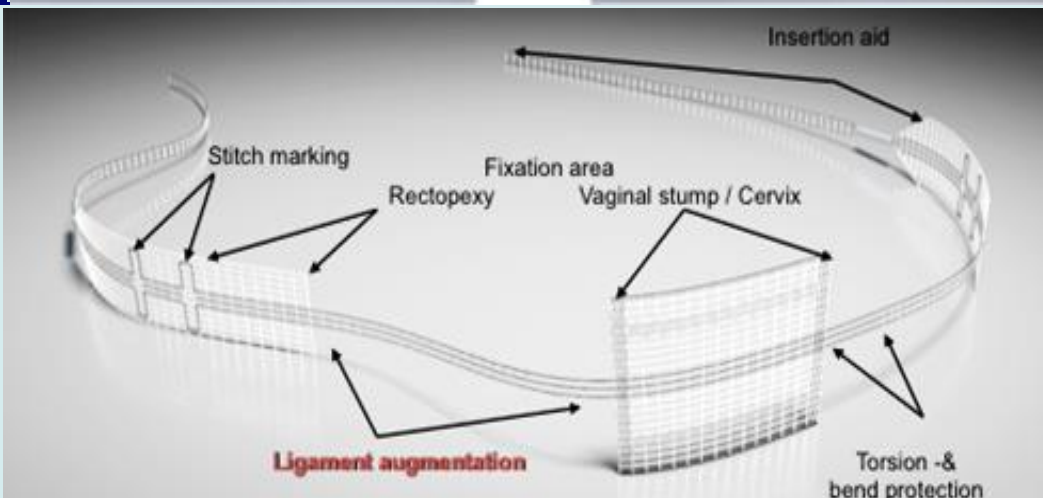 Insertion aid
Stitch marking
Fixation area
Rectopexy
Vaginal stump / Cervix
Ligament augmentation
Torsion -&
bend protection